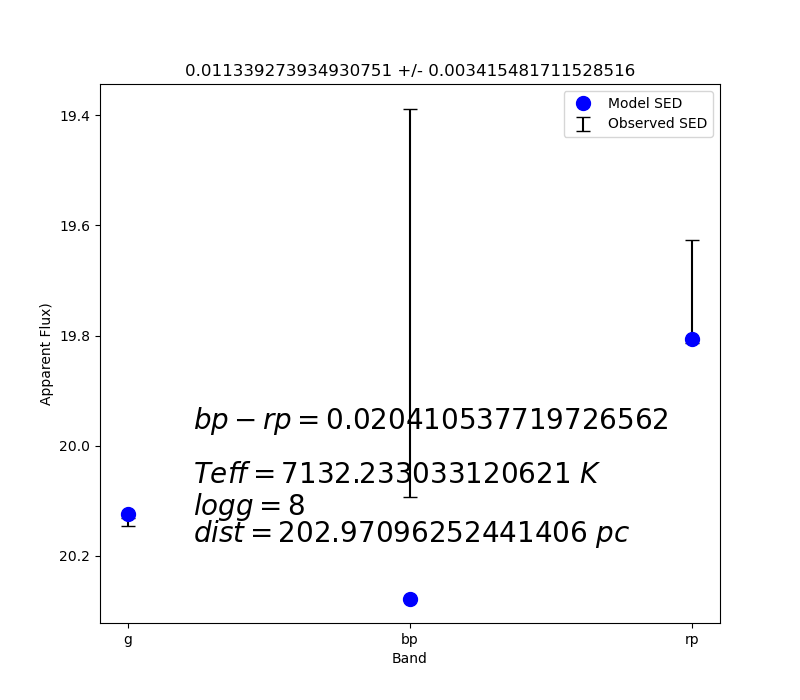 0.011339273934930751 +/- 0.003415481711528516
Model SED
Observed SED
19.4
19.6
19.8
20.0
20.2
Apparent Flux)
bp − rp = 0.020410537719726562
Teff = 7132.233033120621 K
logg = 8
dist = 202.97096252441406 pc
g bp rp
Band